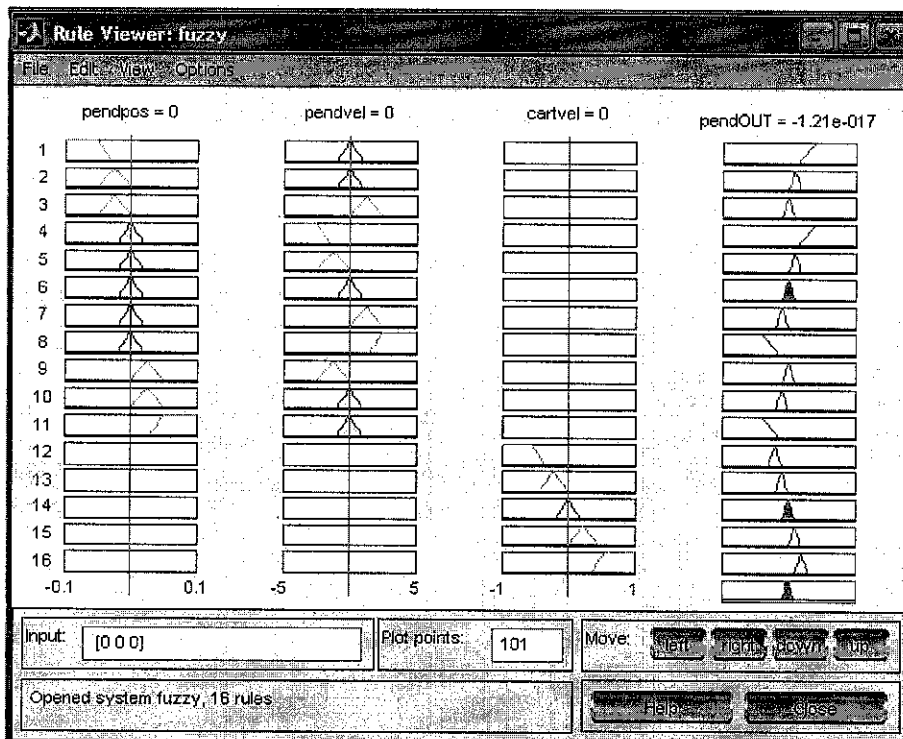 Rule Viewer: fuzzy
File Edit View Options
pendpos = 0 pendvel = 0 cartvel = 0 pendOUT = -1.21e-017
1
2
3
4
5
6
7
8
9
10
11
12
13
14
15
16
-0.1 0.1 -5 5 -1 1
Input: [0 0 0] Plot points: 101 Move: left right down up
Opened system fuzzy, 16 rules Help Close